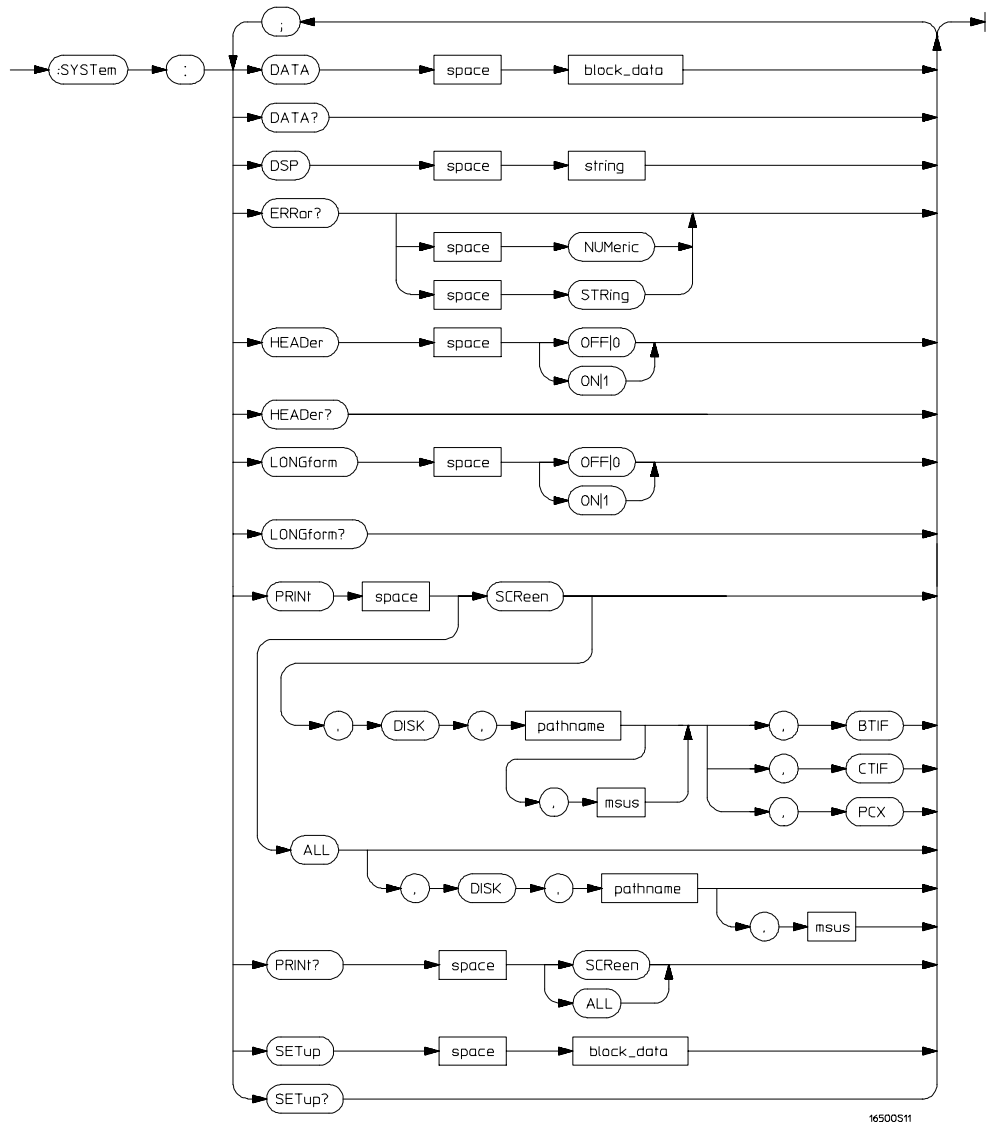 ;
:SYSTem : DATA space block_data
DATA?
DSP space string
ERRor?
space NUMeric
space STRing
HEADer space OFF|0
ON|1
HEADer?
LONGform space OFF|0
ON|1
LONGform?
PRINt space SCReen
, DISK , pathname , BTIF
, CTIF
, msus , PCX
ALL
, DISK , pathname
, msus
PRINt? space SCReen
ALL
SETup space block_data
SETup?
16500S11